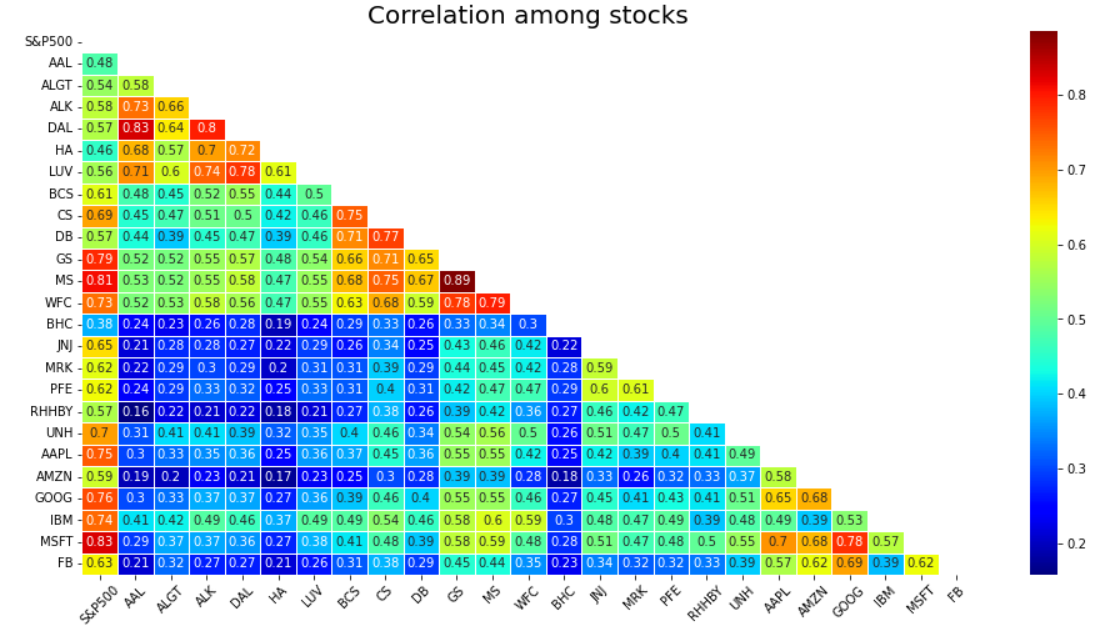 Correlation among stocks
S&P500
AAL 0.48
ALGT 0.54 0.58
ALK 0.58 0.73 0.66
DAL 0.57 0.83 0.64 0.8
HA 0.46 0.68 0.57 0.7 0.72
LUV 0.56 0.71 0.6 0.74 0.78 0.61
BCS 0.61 0.48 0.45 0.52 0.55 0.44 0.5
CS 0.69 0.45 0.47 0.51 0.5 0.42 0.46 0.75
DB 0.57 0.44 0.39 0.45 0.47 0.39 0.46 0.71 0.77
GS 0.79 0.52 0.52 0.55 0.57 0.48 0.54 0.66 0.71 0.65
MS 0.81 0.53 0.52 0.55 0.58 0.47 0.55 0.68 0.75 0.67 0.89
WFC 0.73 0.52 0.53 0.58 0.56 0.47 0.55 0.63 0.68 0.59 0.78 0.79
BHC 0.38 0.24 0.23 0.26 0.28 0.19 0.24 0.29 0.33 0.26 0.33 0.34 0.3
JNJ 0.65 0.21 0.28 0.28 0.27 0.22 0.29 0.26 0.34 0.25 0.43 0.46 0.42 0.22
MRK 0.62 0.22 0.29 0.3 0.29 0.2 0.31 0.31 0.39 0.29 0.44 0.45 0.42 0.28 0.59
PFE 0.62 0.24 0.29 0.33 0.32 0.25 0.33 0.31 0.4 0.31 0.42 0.47 0.47 0.29 0.6 0.61
RHHBY 0.57 0.16 0.22 0.21 0.22 0.18 0.21 0.27 0.38 0.26 0.39 0.42 0.36 0.27 0.46 0.42 0.47
UNH 0.7 0.31 0.41 0.41 0.39 0.32 0.35 0.4 0.46 0.34 0.54 0.56 0.5 0.26 0.51 0.47 0.5 0.41
AAPL 0.75 0.3 0.33 0.35 0.36 0.25 0.36 0.37 0.45 0.36 0.55 0.55 0.42 0.25 0.42 0.39 0.4 0.41 0.49
AMZN 0.59 0.19 0.2 0.23 0.21 0.17 0.23 0.25 0.3 0.28 0.39 0.39 0.28 0.18 0.33 0.26 0.32 0.33 0.37 0.58
GOOG 0.76 0.3 0.33 0.37 0.37 0.27 0.36 0.39 0.46 0.4 0.55 0.55 0.46 0.27 0.45 0.41 0.43 0.41 0.51 0.65 0.68
IBM 0.74 0.41 0.42 0.49 0.46 0.37 0.49 0.49 0.54 0.46 0.58 0.6 0.59 0.3 0.48 0.47 0.49 0.39 0.48 0.49 0.39 0.53
MSFT 0.83 0.29 0.37 0.37 0.36 0.27 0.38 0.41 0.48 0.39 0.58 0.59 0.48 0.28 0.51 0.47 0.48 0.5 0.55 0.7 0.68 0.78 0.57
FB 0.63 0.21 0.32 0.27 0.27 0.21 0.26 0.31 0.38 0.29 0.45 0.44 0.35 0.23 0.34 0.32 0.32 0.33 0.39 0.57 0.62 0.69 0.39 0.62
S&P500 AAL ALGT ALK DAL HA LUV BCS CS DB GS MS WFC BHC JNJ MRK PFE RHHBY UNH AAPL AMZN GOOG IBM MSFT FB
0.8
0.7
0.6
0.5
0.4
0.3
0.2